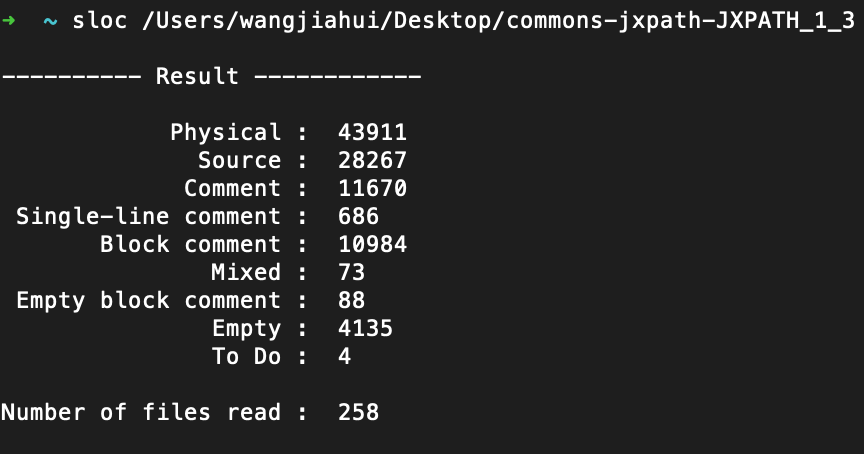 ➜ ~ sloc /Users/wangjiahui/Desktop/commons-jxpath-JXPATH_1_3
---------- Result ------------
Physical : 43911
Source : 28267
Comment : 11670
Single-line comment : 686
Block comment : 10984
Mixed : 73
Empty block comment : 88
Empty : 4135
To Do : 4
Number of files read : 258